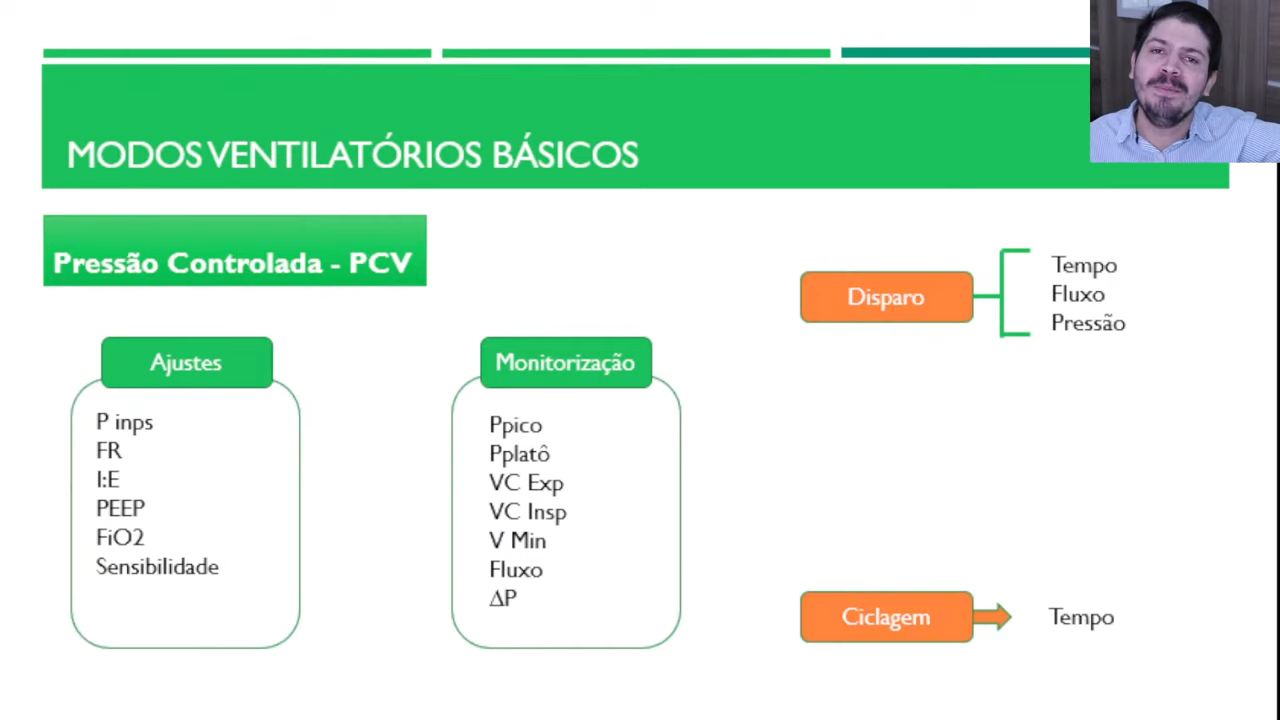 MODOS VENTILATÓRIOS BÁSICOS
Pressão Controlada - PCV
Ajustes
P inps
FR
I:E
PEEP
FiO2
Sensibilidade
Monitorização
Ppico
Pplatô
VC Exp
VC Insp
V Min
Fluxo
ΔP
Disparo
Tempo
Fluxo
Pressão
Ciclagem
Tempo